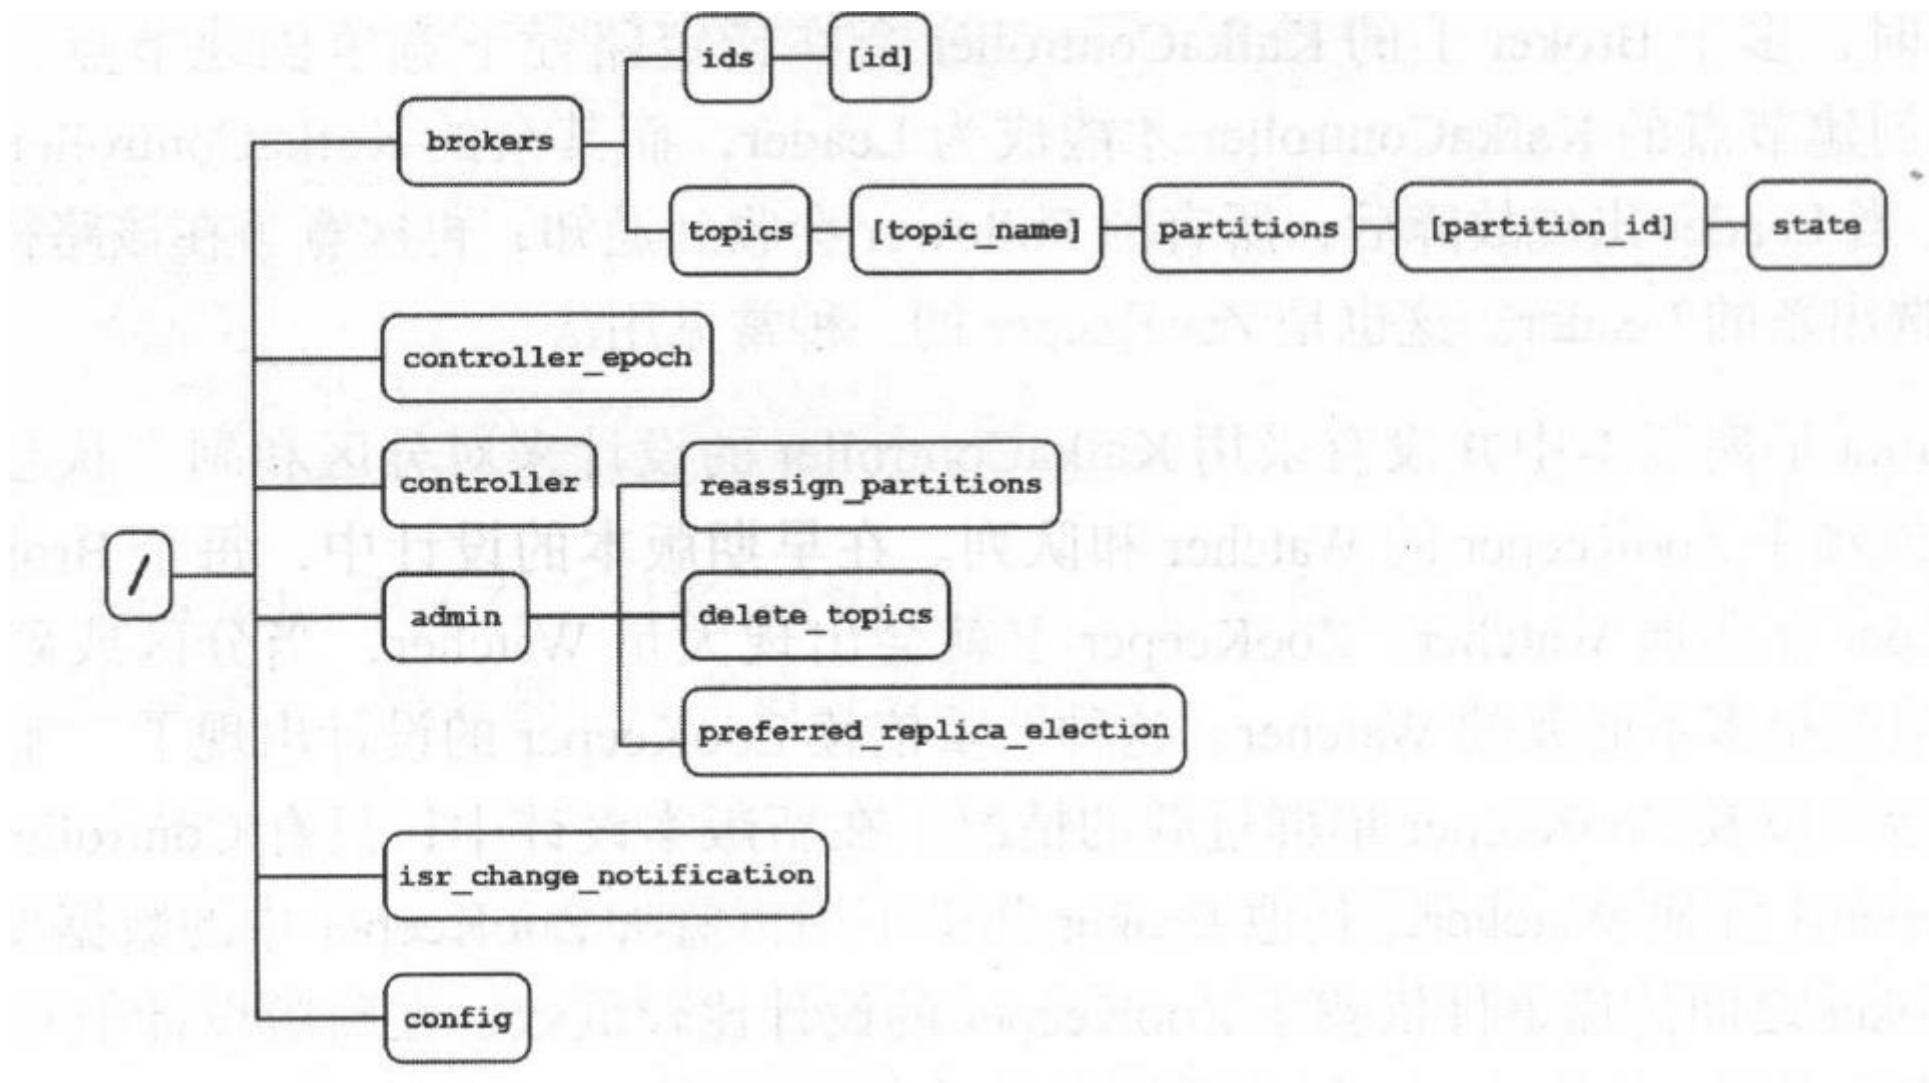 ids [id]
brokers
topics [topic_name] partitions [partition_id] state
controller_epoch
controller
reassign_partitions
/
admin
delete_topics
preferred_replica_election
isr_change_notification
config